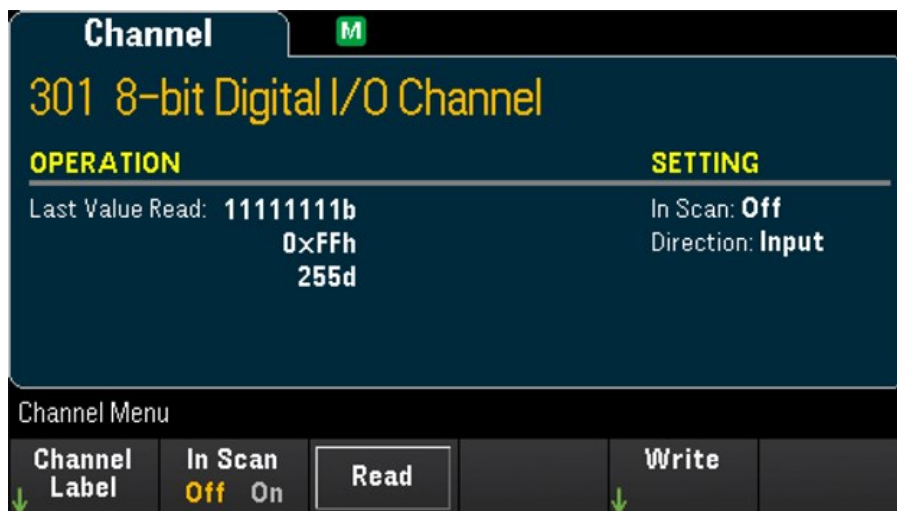 Channel M
301 8-bit Digital I/O Channel
OPERATION SETTING
Last Value Read: 11111111b In Scan: Off
0xFFh Direction: Input
255d
Channel Menu
Channel Label In Scan Off On Read Write